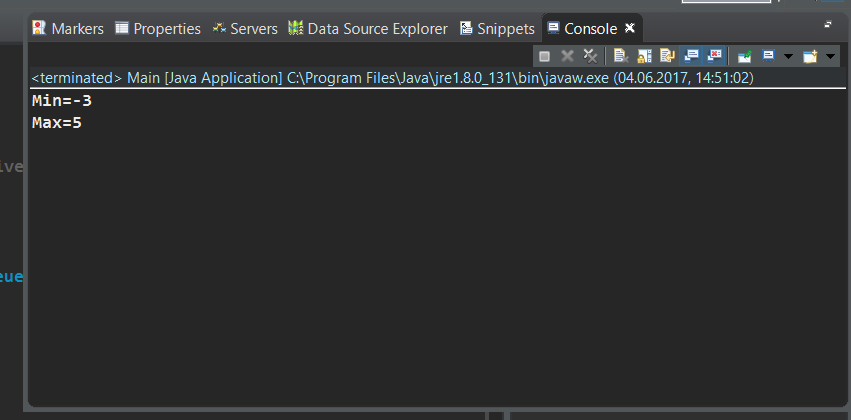 Markers Properties Servers Data Source Explorer Snippets Console
<terminated> Main [Java Application] C:\Program Files\Java\jre1.8.0_131\bin\javaw.exe (04.06.2017, 14:51:02)
Min=-3
Max=5
ive
eue